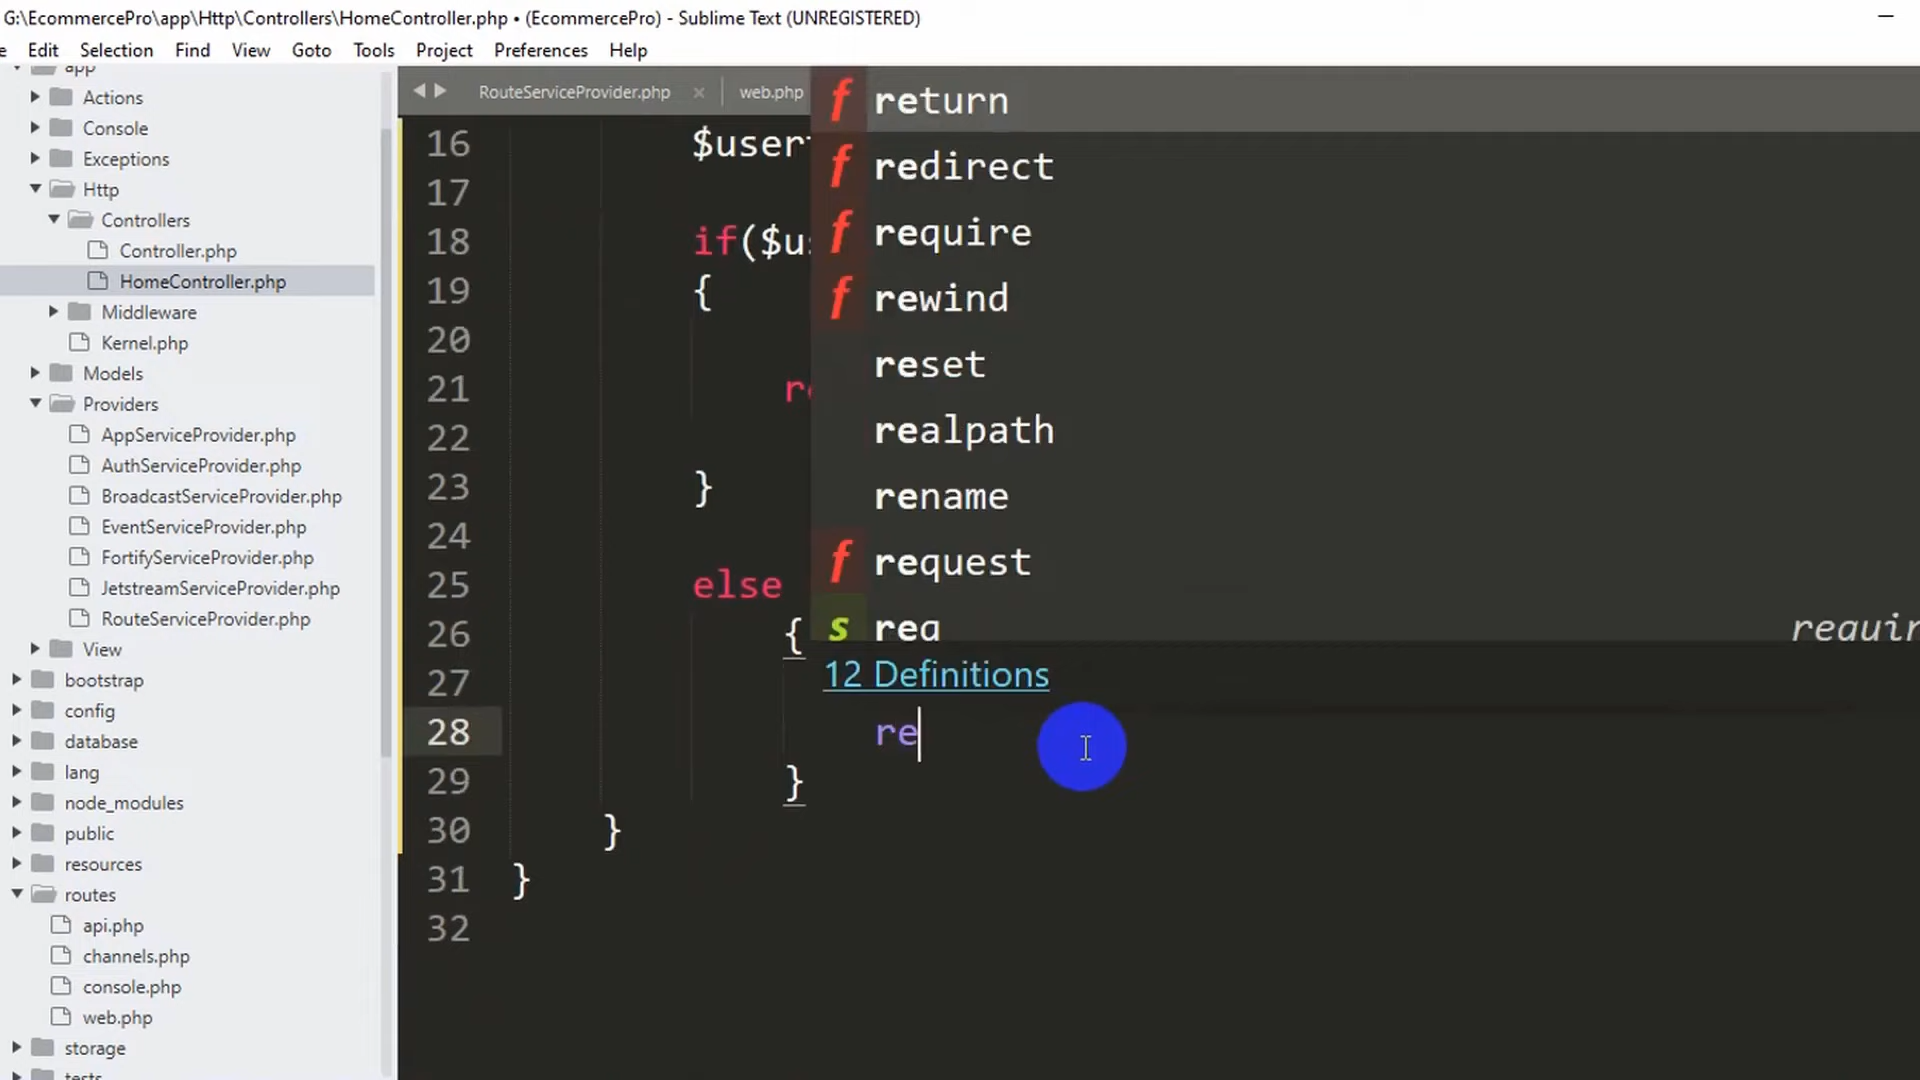 G:\EcommercePro\app\Http\Controllers\HomeController.php • (EcommercePro) - Sublime Text (UNREGISTERED)
e Edit Selection Find View Goto Tools Project Preferences Help
app
Actions
Console
Exceptions
Http
Controllers
Controller.php
HomeController.php
Middleware
Kernel.php
Models
Providers
AppServiceProvider.php
AuthServiceProvider.php
BroadcastServiceProvider.php
EventServiceProvider.php
FortifyServiceProvider.php
JetstreamServiceProvider.php
RouteServiceProvider.php
View
bootstrap
config
database
lang
node_modules
public
resources
routes
api.php
channels.php
console.php
web.php
storage
tests
RouteServiceProvider.php × web.php
16 $user
17
18 if($us
19 {
20
21 re
22
23 }
24
25 else
26 {
27
28 re
29 }
30 }
31 }
32
f return
f redirect
f require
f rewind
reset
realpath
rename
f request
s req requir
12 Definitions